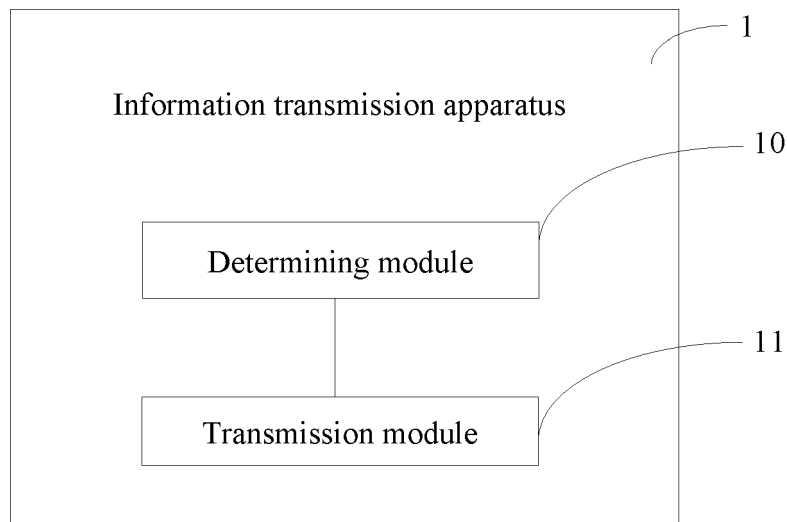 1
Information transmission apparatus
10
Determining module
11
Transmission module